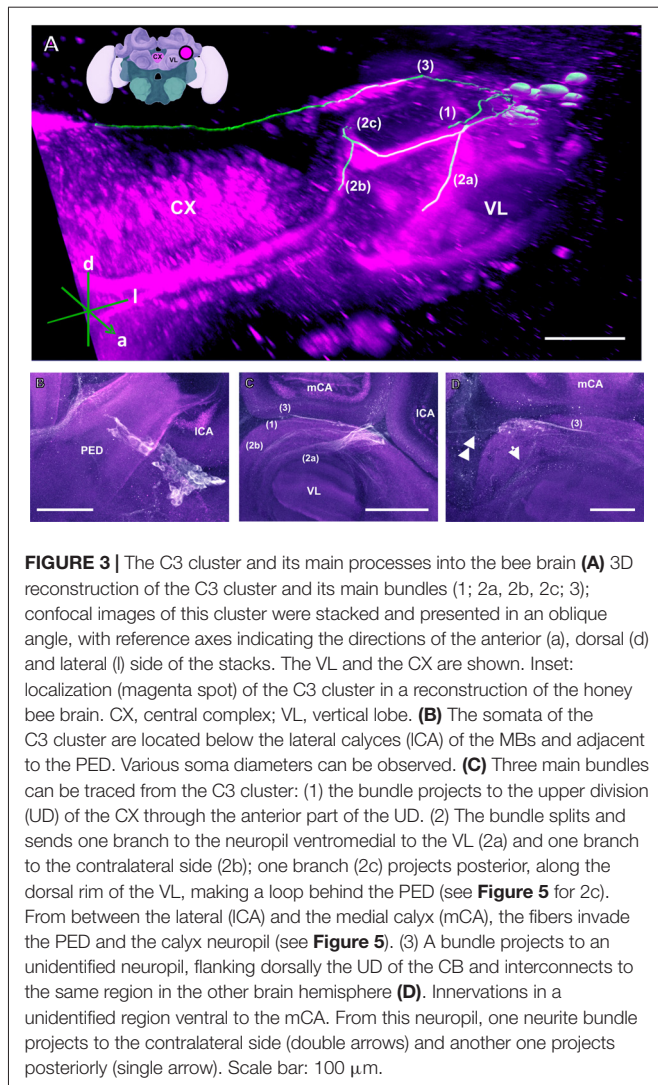 A
CX
VL
(3)
(1)
(2c)
(2b)
(2a)
CX
VL
d
l
a
B
PED
lCA
C
mCA
lCA
(3)
(1)
(2b)
(2a)
VL
D
mCA
(3)
FIGURE 3 | The C3 cluster and its main processes into the bee brain (A) 3D
reconstruction of the C3 cluster and its main bundles (1; 2a, 2b, 2c; 3);
confocal images of this cluster were stacked and presented in an oblique
angle, with reference axes indicating the directions of the anterior (a), dorsal (d)
and lateral (l) side of the stacks. The VL and the CX are shown. Inset:
localization (magenta spot) of the C3 cluster in a reconstruction of the honey
bee brain. CX, central complex; VL, vertical lobe. (B) The somata of the
C3 cluster are located below the lateral calyces (lCA) of the MBs and adjacent
to the PED. Various soma diameters can be observed. (C) Three main bundles
can be traced from the C3 cluster: (1) the bundle projects to the upper division
(UD) of the CX through the anterior part of the UD. (2) The bundle splits and
sends one branch to the neuropil ventromedial to the VL (2a) and one branch
to the contralateral side (2b); one branch (2c) projects posterior, along the
dorsal rim of the VL, making a loop behind the PED (see Figure 5 for 2c).
From between the lateral (lCA) and the medial calyx (mCA), the fibers invade
the PED and the calyx neuropil (see Figure 5). (3) A bundle projects to an
unidentified neuropil, flanking dorsally the UD of the CB and interconnects to
the same region in the other brain hemisphere (D). Innervations in a
unidentified region ventral to the mCA. From this neuropil, one neurite bundle
projects to the contralateral side (double arrows) and another one projects
posteriorly (single arrow). Scale bar: 100 μm.